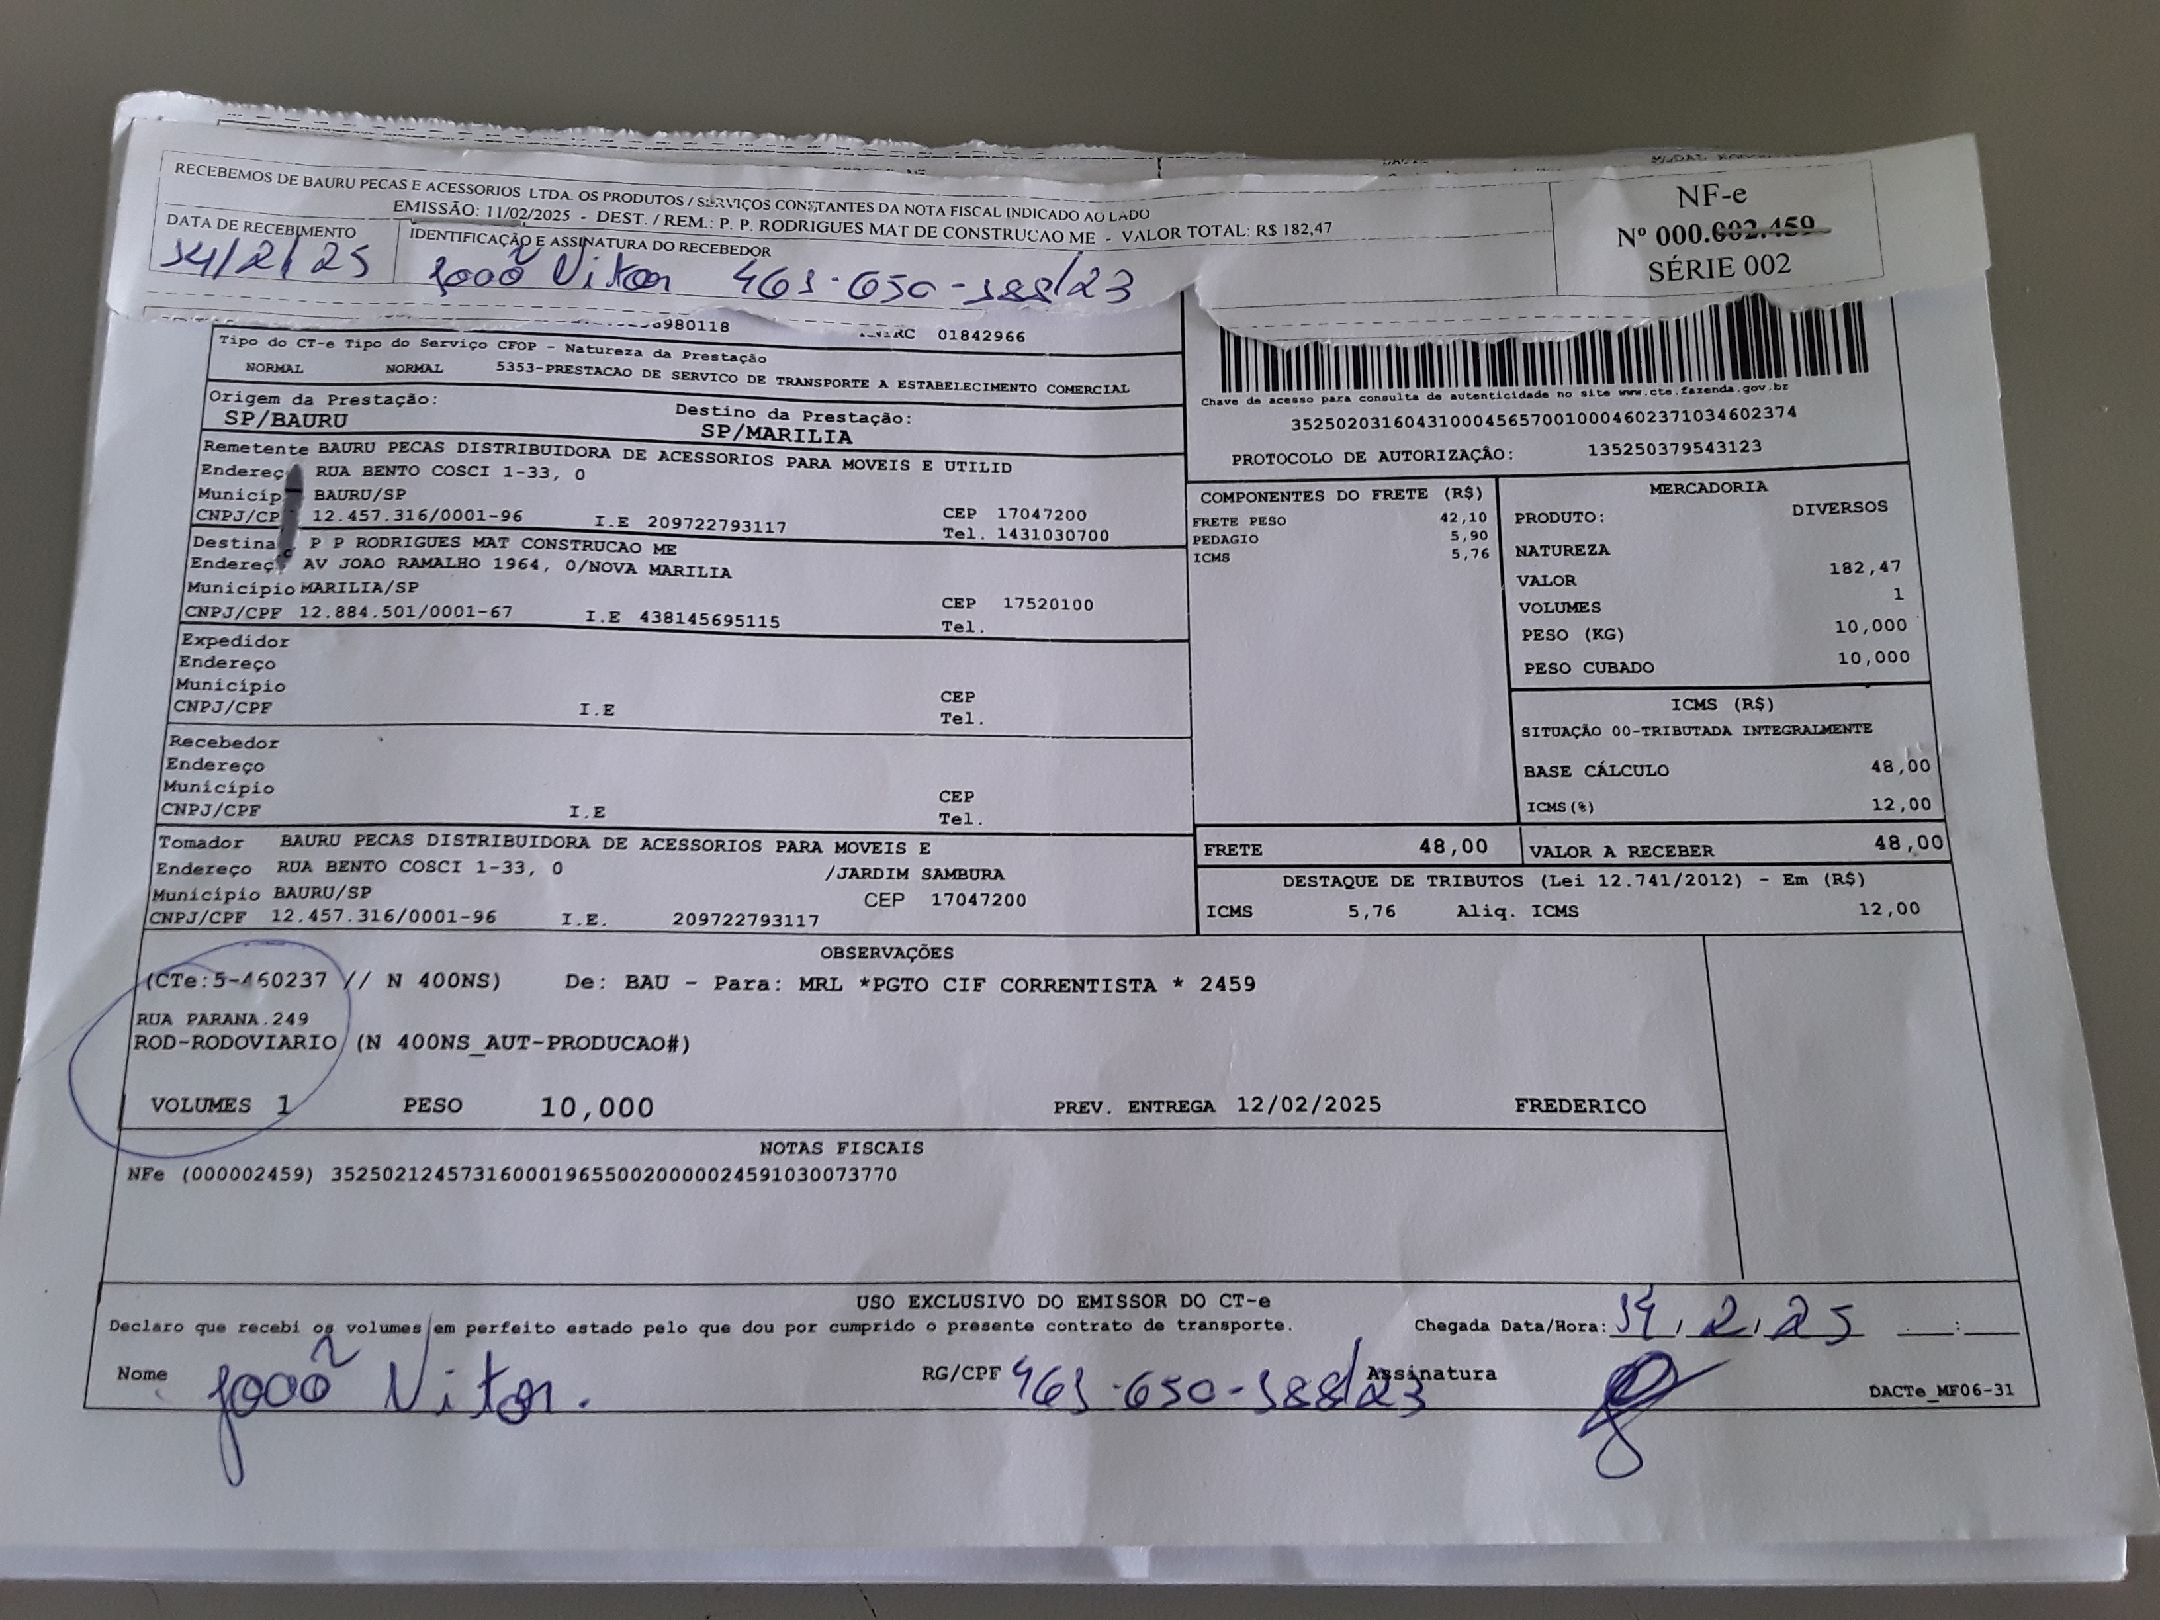 RECEBEMOS DE BAURU PECAS E ACESSORIOS LTDA. OS PRODUTOS / SERVIÇOS CONSTANTES DA NOTA FISCAL INDICADO AO LADO
EMISSÃO: 11/02/2025 - DEST. / REM.: P. P. RODRIGUES MAT DE CONSTRUCAO ME - VALOR TOTAL: R$ 182,47
NF-e
Nº 000.002.459
SÉRIE 002
DATA DE RECEBIMENTO
14/2/25
IDENTIFICAÇÃO E ASSINATURA DO RECEBEDOR
João Vitor 461.650-188/23
980118
01842966
Tipo do CT-e Tipo do Serviço CFOP - Natureza da Prestação
NORMAL NORMAL 5353-PRESTACAO DE SERVICO DE TRANSPORTE A ESTABELECIMENTO COMERCIAL
Origem da Prestação: Destino da Prestação:
SP/BAURU SP/MARILIA
Remetente BAURU PECAS DISTRIBUIDORA DE ACESSORIOS PARA MOVEIS E UTILID
Endereç RUA BENTO COSCI 1-33, 0
Municíp BAURU/SP CEP 17047200
CNPJ/CP 12.457.316/0001-96 I.E 209722793117 Tel. 1431030700
Destina P P RODRIGUES MAT CONSTRUCAO ME
Endereç AV JOAO RAMALHO 1964, 0/NOVA MARILIA
Município MARILIA/SP CEP 17520100
CNPJ/CPF 12.884.501/0001-67 I.E 438145695115 Tel.
Expedidor
Endereço
Município CEP
CNPJ/CPF I.E Tel.
Recebedor
Endereço
Município CEP
CNPJ/CPF I.E Tel.
Tomador BAURU PECAS DISTRIBUIDORA DE ACESSORIOS PARA MOVEIS E
Endereço RUA BENTO COSCI 1-33, 0 /JARDIM SAMBURA
Município BAURU/SP CEP 17047200
CNPJ/CPF 12.457.316/0001-96 I.E. 209722793117
Chave de acesso para consulta de autenticidade no site www.cte.fazenda.gov.br
35250203160431000456570010004602371034602374
PROTOCOLO DE AUTORIZAÇÃO: 135250379543123
COMPONENTES DO FRETE (R$)
FRETE PESO 42,10
PEDAGIO 5,90
ICMS 5,76
MERCADORIA
PRODUTO: DIVERSOS
NATUREZA
VALOR 182,47
VOLUMES 1
PESO (KG) 10,000
PESO CUBADO 10,000
ICMS (R$)
SITUAÇÃO 00-TRIBUTADA INTEGRALMENTE
BASE CÁLCULO 48,00
ICMS(%) 12,00
FRETE 48,00 VALOR A RECEBER 48,00
DESTAQUE DE TRIBUTOS (Lei 12.741/2012) - Em (R$)
ICMS 5,76 Aliq. ICMS 12,00
OBSERVAÇÕES
(CTe:5-460237 // N 400NS) De: BAU - Para: MRL *PGTO CIF CORRENTISTA * 2459
RUA PARANA.249
ROD-RODOVIARIO (N 400NS_AUT-PRODUCAO#)
VOLUMES 1 PESO 10,000 PREV. ENTREGA 12/02/2025 FREDERICO
NOTAS FISCAIS
NFe (000002459) 35250212457316000196550020000024591030073770
USO EXCLUSIVO DO EMISSOR DO CT-e
Declaro que recebi os volumes em perfeito estado pelo que dou por cumprido o presente contrato de transporte. Chegada Data/Hora: 14/2/25 ___:___
Nome João Vitor. RG/CPF 461.650-188/23 Assinatura
DACTe_MF06-31